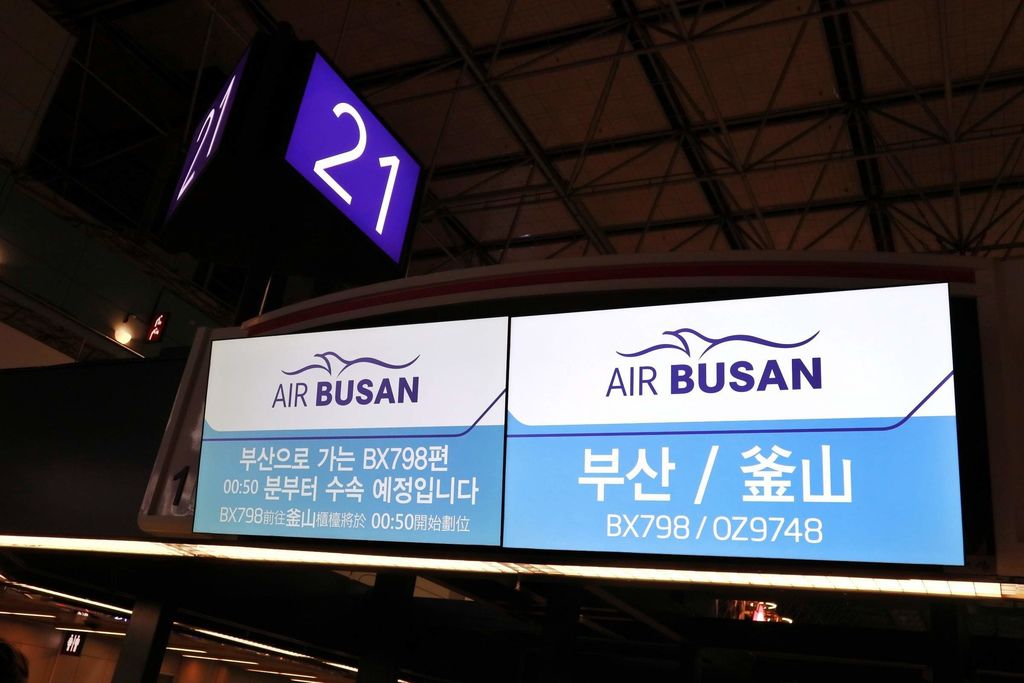 21
21
AIR BUSAN
부산으로 가는 BX798편
00:50 분부터 수속 예정입니다
BX798前往釜山櫃檯將於 00:50開始劃位
AIR BUSAN
부산 / 釜山
BX798 / OZ9748
1